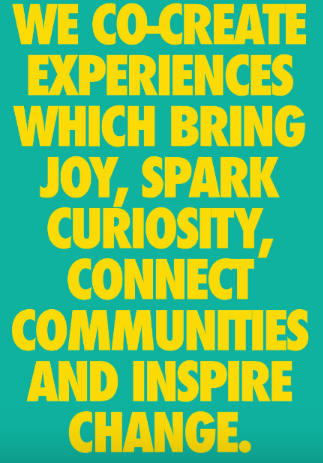 WE CO-CREATE
EXPERIENCES
WHICH BRING
JOY, SPARK
CURIOSITY,
CONNECT
COMMUNITIES
AND INSPIRE
CHANGE.